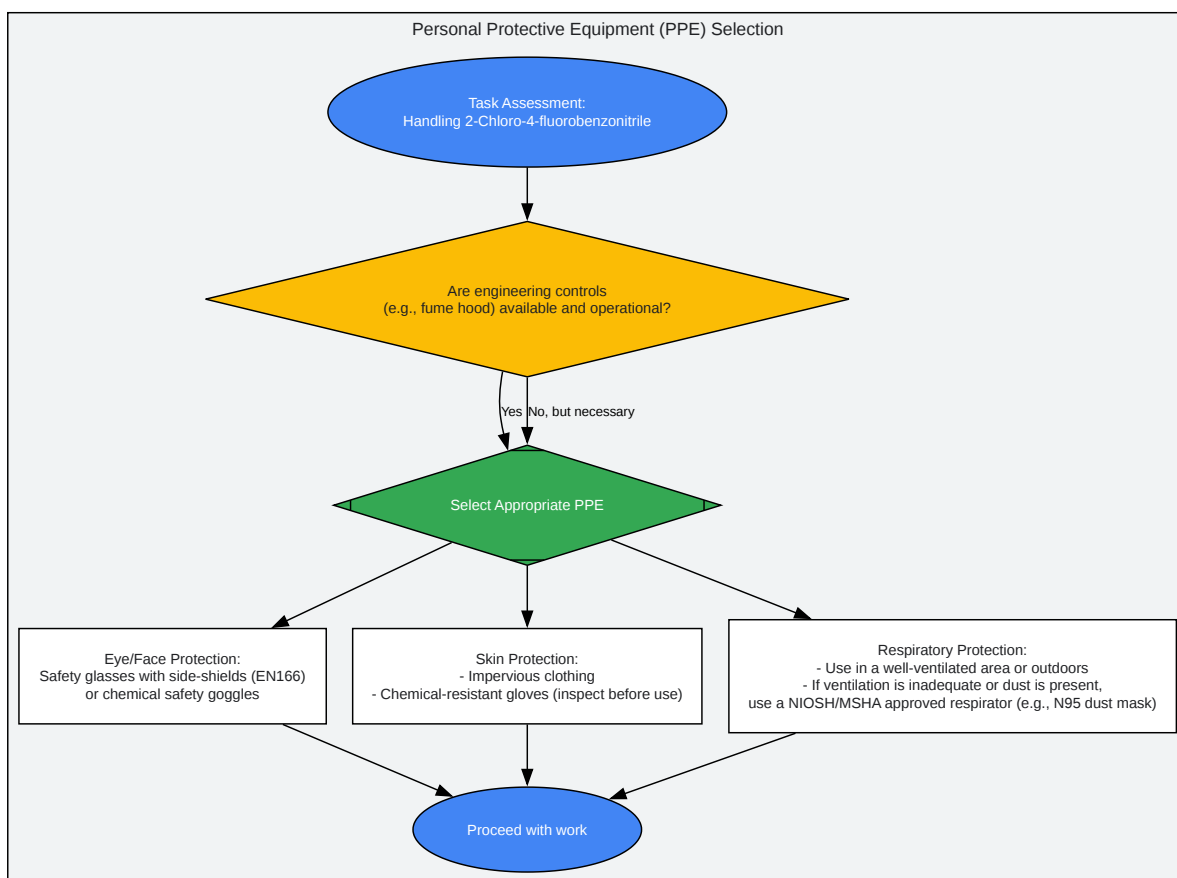 Personal Protective Equipment (PPE) Selection
Task Assessment:
Handling 2-Chloro-4-fluorobenzonitrile
Are engineering controls
(e.g., fume hood) available and operational?
Yes
No, but necessary
Select Appropriate PPE
Eye/Face Protection:
Safety glasses with side-shields (EN166)
or chemical safety goggles
Skin Protection:
- Impervious clothing
- Chemical-resistant gloves (inspect before use)
Respiratory Protection:
- Use in a well-ventilated area or outdoors
- If ventilation is inadequate or dust is present,
use a NIOSH/MSHA approved respirator (e.g., N95 dust mask)
Proceed with work